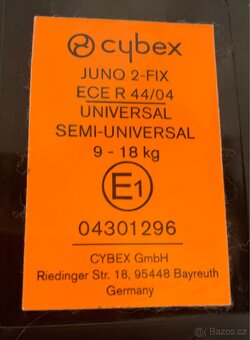 cybex
JUNO 2-FIX
ECE R 44/04
UNIVERSAL
SEMI-UNIVERSAL
9 - 18 kg
E1
04301296
CYBEX GmbH
Riedinger Str. 18, 95448 Bayreuth
Germany
Bazos.cz